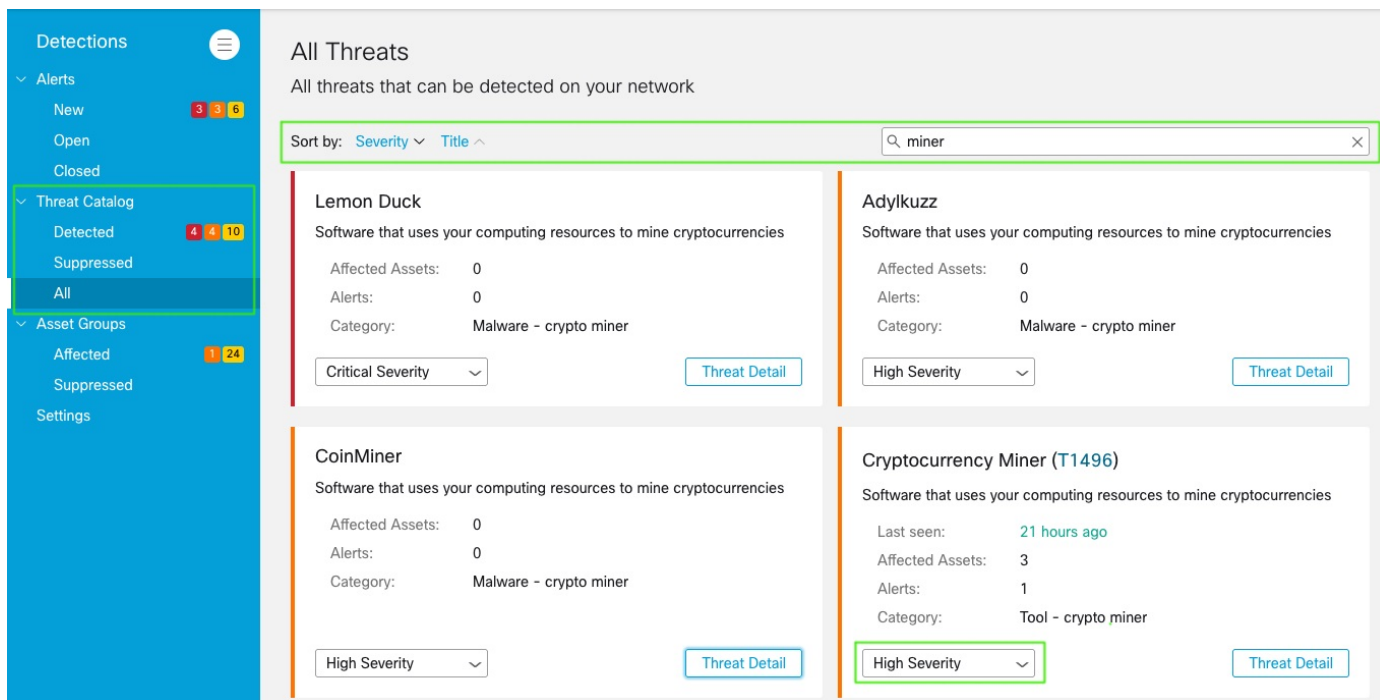 Detections
Alerts
New 3 3 6
Open
Closed
Threat Catalog
Detected 4 4 10
Suppressed
All
Asset Groups
Affected 1 24
Suppressed
Settings
All Threats
All threats that can be detected on your network
Sort by: Severity Title
miner
Lemon Duck
Software that uses your computing resources to mine cryptocurrencies
Affected Assets: 0
Alerts: 0
Category: Malware - crypto miner
Critical Severity Threat Detail
Adylkuzz
Software that uses your computing resources to mine cryptocurrencies
Affected Assets: 0
Alerts: 0
Category: Malware - crypto miner
High Severity Threat Detail
CoinMiner
Software that uses your computing resources to mine cryptocurrencies
Affected Assets: 0
Alerts: 0
Category: Malware - crypto miner
High Severity Threat Detail
Cryptocurrency Miner (T1496)
Software that uses your computing resources to mine cryptocurrencies
Last seen: 21 hours ago
Affected Assets: 3
Alerts: 1
Category: Tool - crypto miner
High Severity Threat Detail